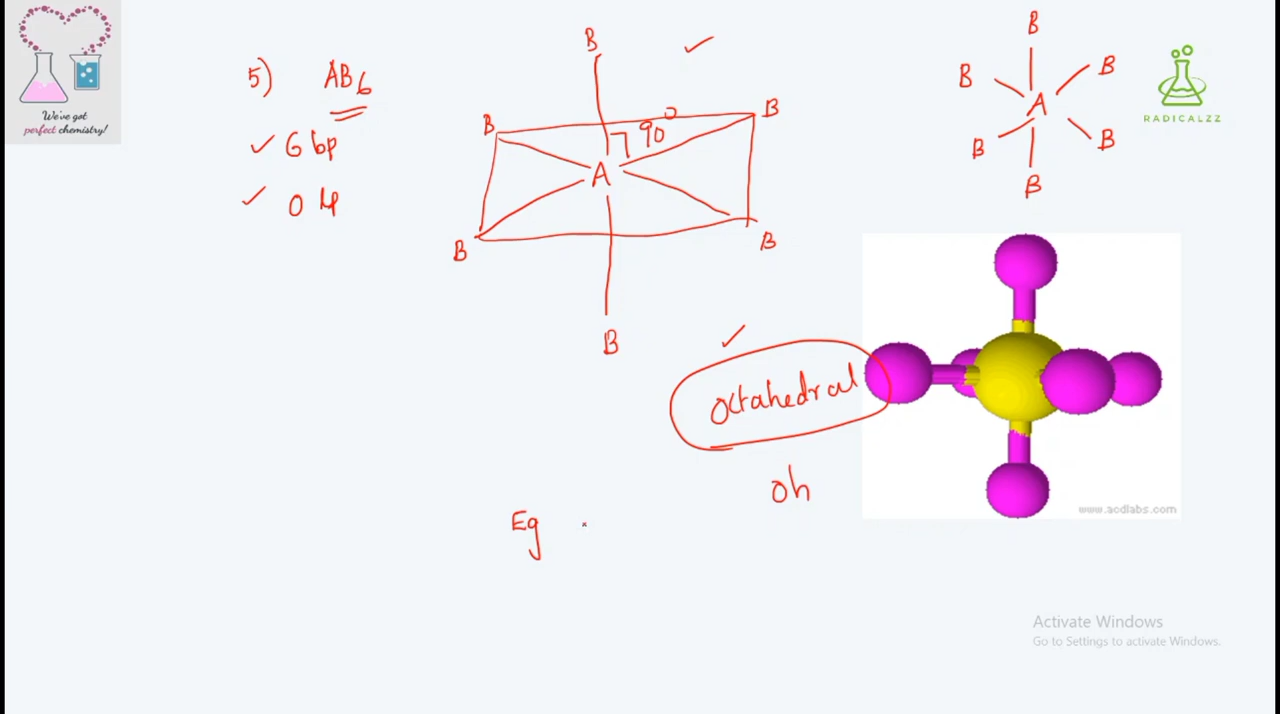 We've got
perfect chemistry!
5) AB6
6 bp
0 lp
B
B
B
90°
A
B
B
B
B
B
B
A
B
B
B
RADICALZZ
Octahedral
Oh
www.acdlabs.com
Eg
Activate Windows
Go to Settings to activate Windows.